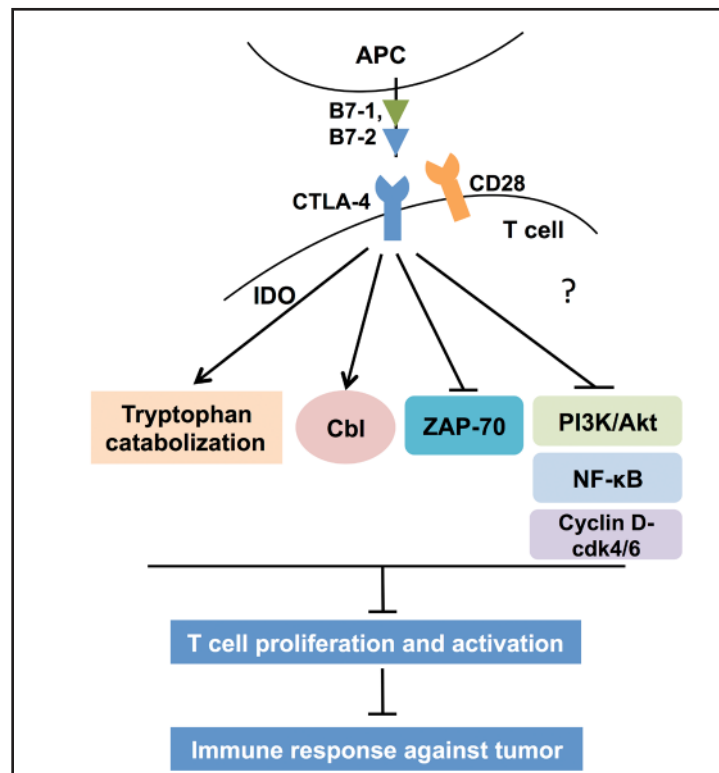 APC
B7-1,
B7-2
CD28
CTLA-4
T cell
IDO
?
Tryptophan
catabolization
Cbl
ZAP-70
PI3K/Akt
NF-κB
Cyclin D-
cdk4/6
T cell proliferation and activation
Immune response against tumor